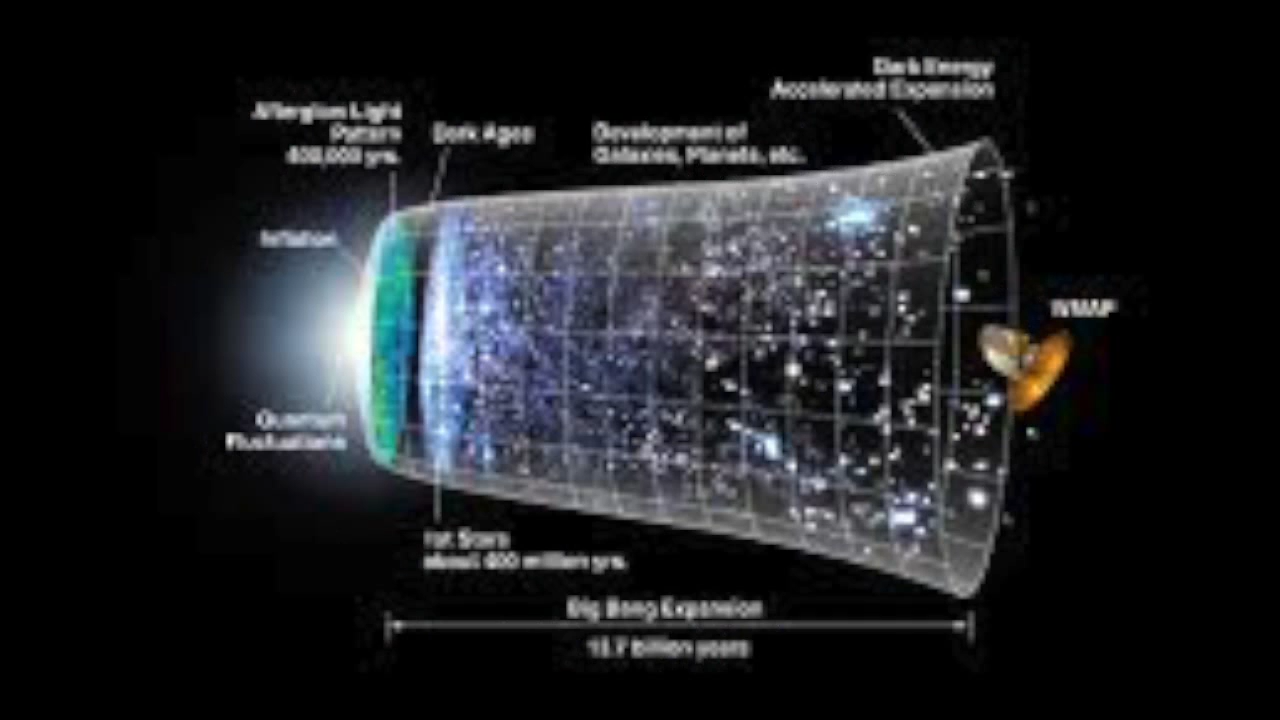 Dark Energy
Accelerated Expansion
Afterglow Light
Pattern
400,000 yrs.
Dark Ages
Development of
Galaxies, Planets, etc.
Inflation
WMAP
Quantum
Fluctuations
1st Stars
about 400 million yrs.
Big Bang Expansion
13.7 billion years